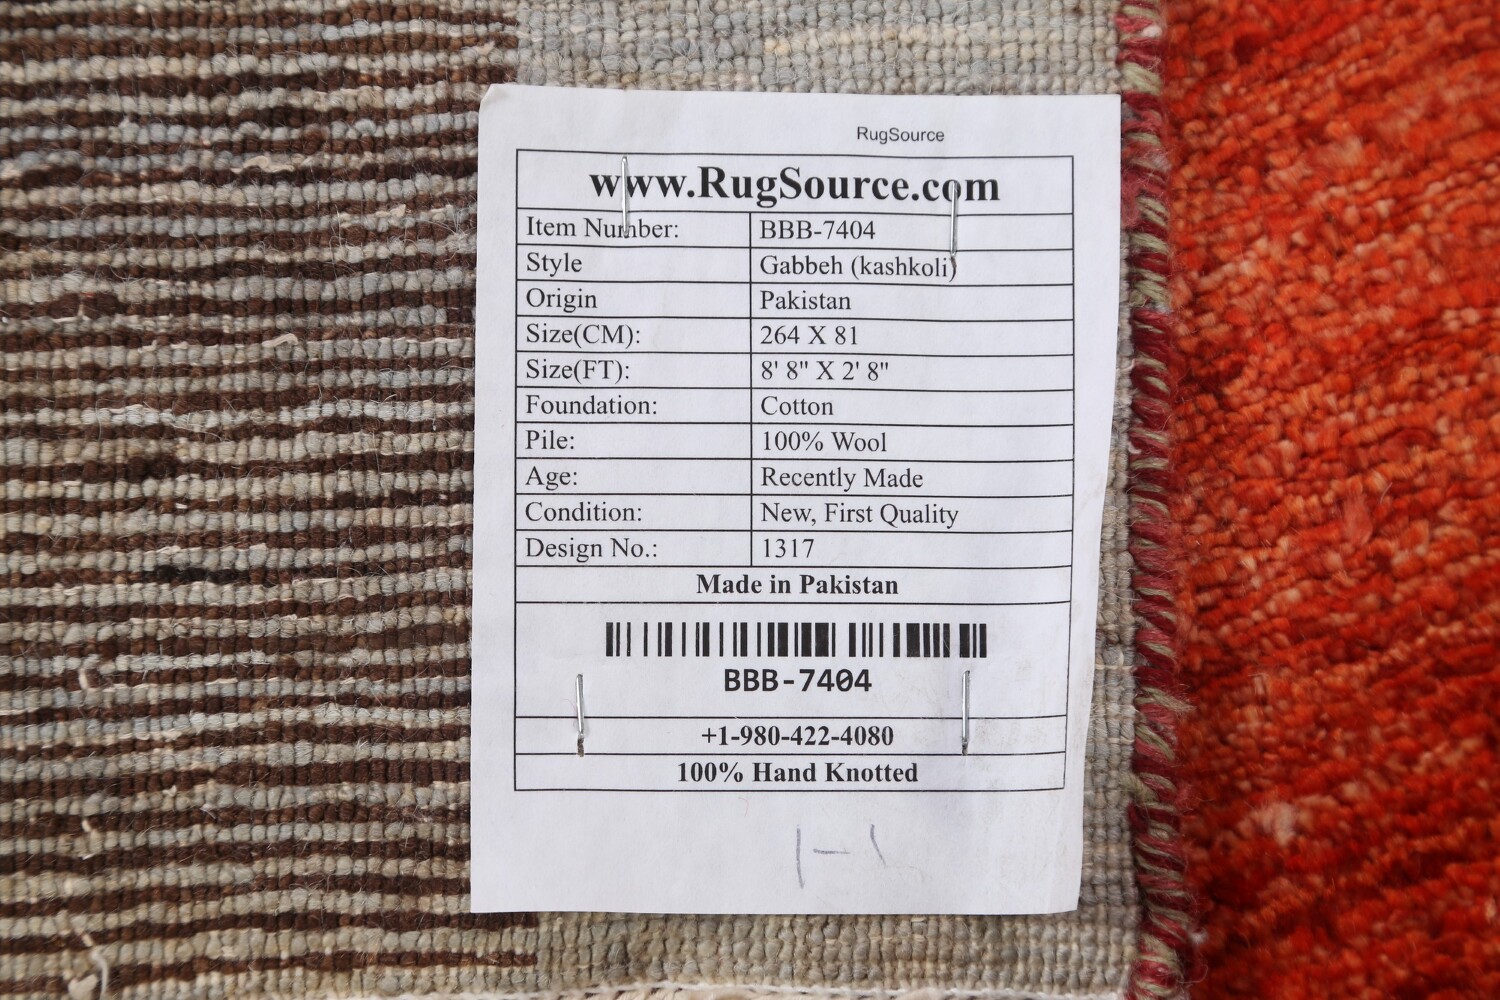 RugSource
www.RugSource.com
Item Number: BBB-7404
Style Gabbeh (kashkoli)
Origin Pakistan
Size(CM): 264 X 81
Size(FT): 8' 8" X 2' 8"
Foundation: Cotton
Pile: 100% Wool
Age: Recently Made
Condition: New, First Quality
Design No.: 1317
Made in Pakistan
BBB-7404
+1-980-422-4080
100% Hand Knotted
1-1